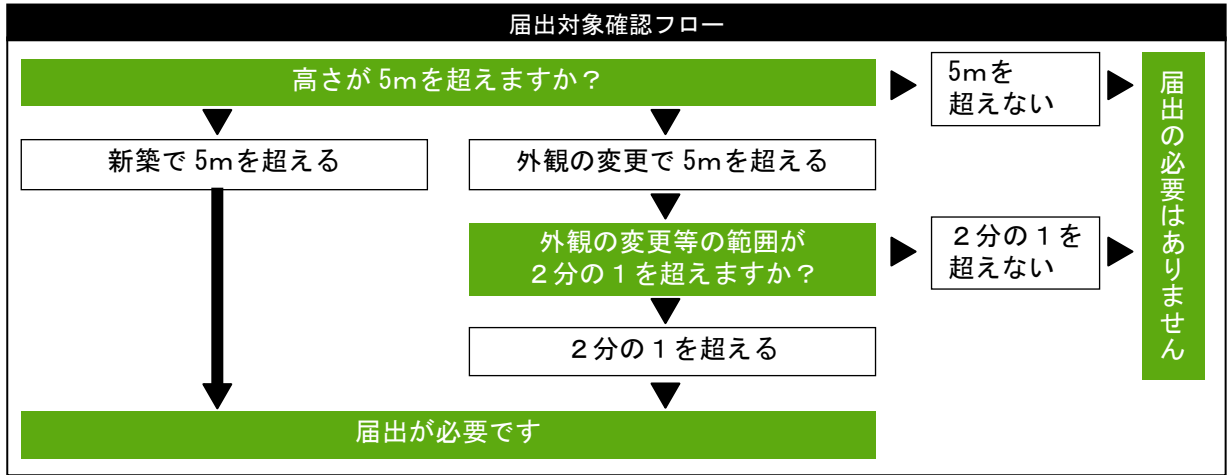 届出対象確認フロー
高さが5mを超えますか？
5mを
超えない
新築で5mを超える
外観の変更で5mを超える
外観の変更等の範囲が
２分の１を超えますか？
２分の１を
超えない
２分の１を超える
届出が必要です
届出の必要はありません